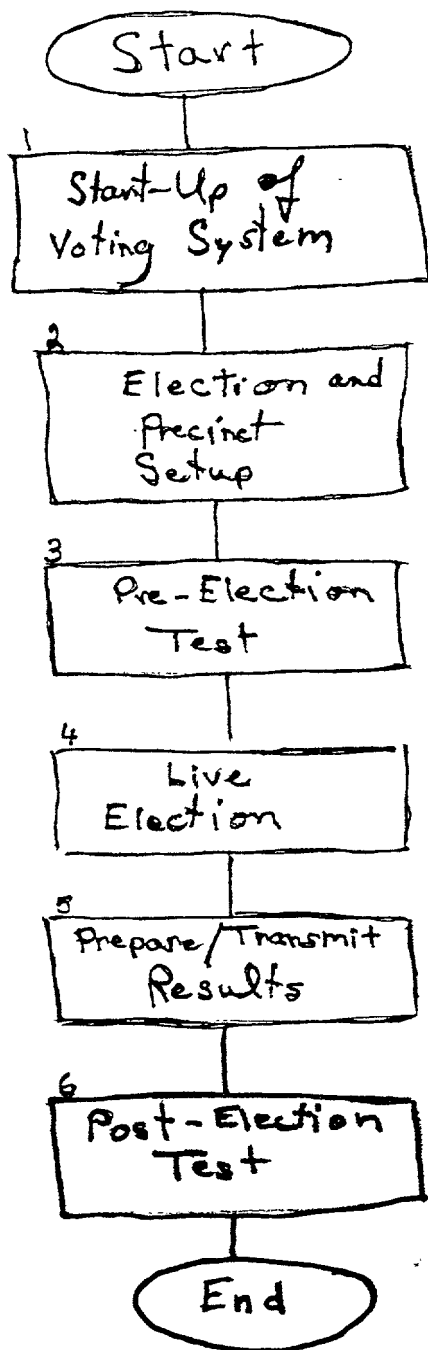 Start
1
Start-Up of
Voting System
2
Election and
Precinct
Setup
3
Pre-Election
Test
4
Live
Election
5
Prepare/Transmit
Results
6
Post-Election
Test
End